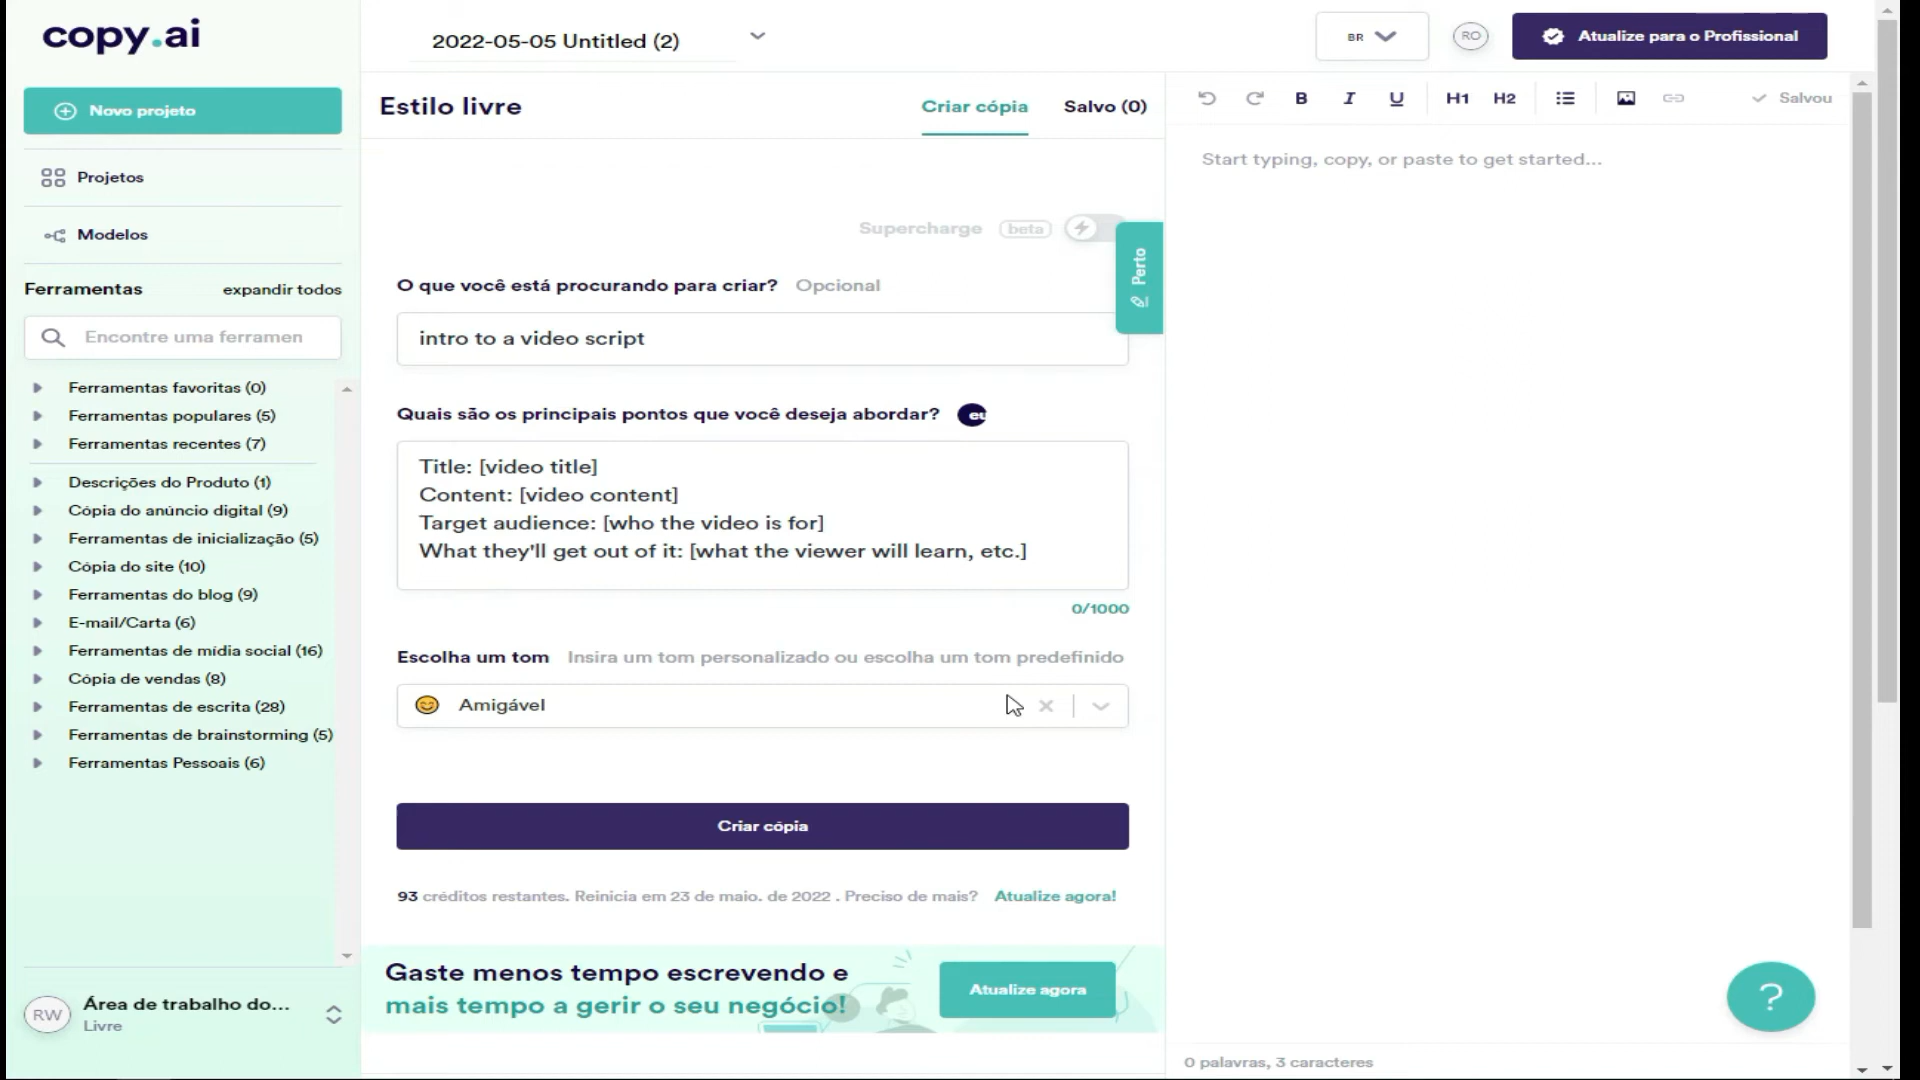 copy.ai
2022-05-05 Untitled (2)
BR
RO
Atualize para o Profissional
Novo projeto
Projetos
Modelos
Ferramentas
expandir todos
Encontre uma ferramen
Ferramentas favoritas (0)
Ferramentas populares (5)
Ferramentas recentes (7)
Descrições do Produto (1)
Cópia do anúncio digital (9)
Ferramentas de inicialização (5)
Cópia do site (10)
Ferramentas do blog (9)
E-mail/Carta (6)
Ferramentas de mídia social (16)
Cópia de vendas (8)
Ferramentas de escrita (28)
Ferramentas de brainstorming (5)
Ferramentas Pessoais (6)
RW
Área de trabalho do...
Livre
Estilo livre
Criar cópia
Salvo (0)
Supercharge
beta
Perto
O que você está procurando para criar? Opcional
intro to a video script
Quais são os principais pontos que você deseja abordar?
eu
Title: [video title]
Content: [video content]
Target audience: [who the video is for]
What they'll get out of it: [what the viewer will learn, etc.]
0/1000
Escolha um tom Insira um tom personalizado ou escolha um tom predefinido
Amigável
Criar cópia
93 créditos restantes. Reinicia em 23 de maio. de 2022 . Preciso de mais? Atualize agora!
Gaste menos tempo escrevendo e
mais tempo a gerir o seu negócio!
Atualize agora
B I U H1 H2
Salvou
Start typing, copy, or paste to get started...
?
0 palavras, 3 caracteres